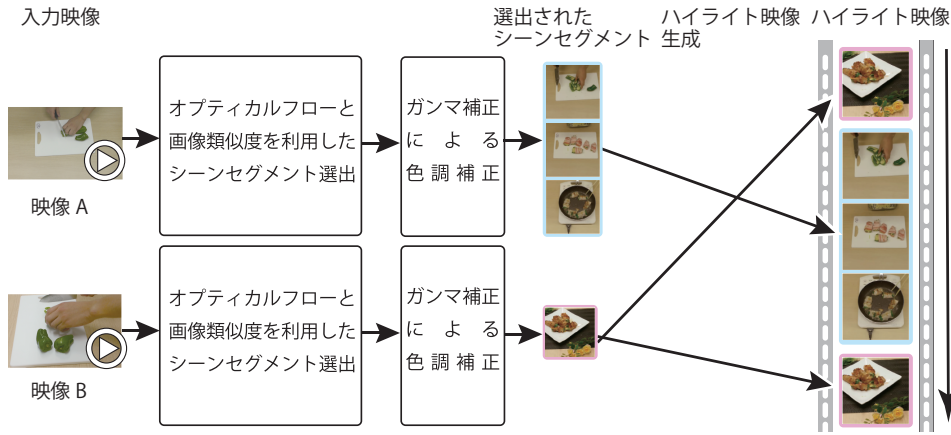 入力映像
選出された
シーンセグメント
ハイライト映像
生成
ハイライト映像
オプティカルフローと
画像類似度を利用した
シーンセグメント選出
ガンマ補正
による
色調補正
映像 A
オプティカルフローと
画像類似度を利用した
シーンセグメント選出
ガンマ補正
による
色調補正
映像 B